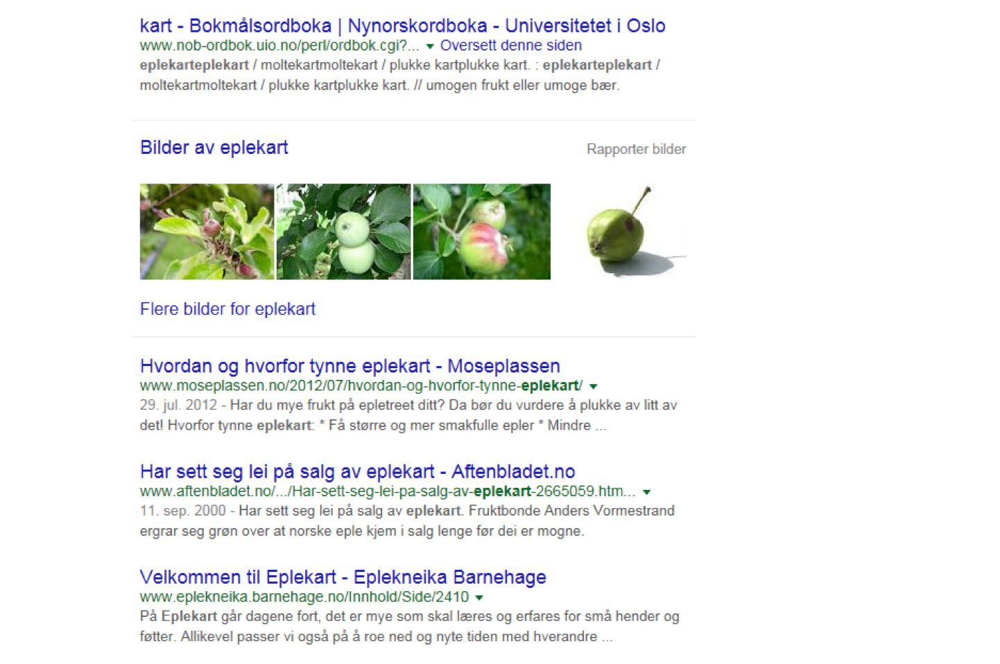 kart - Bokmålsordboka | Nynorskordboka - Universitetet i Oslo
www.nob-ordbok.uio.no/perl/ordbok.cgi?... Oversett denne siden
eplekarteplekart / moltekartmoltekart / plukke kartplukke kart. : eplekarteplekart /
moltekartmoltekart / plukke kartplukke kart. // umogen frukt eller umoge bær.
Bilder av eplekart
Rapporter bilder
Flere bilder for eplekart
Hvordan og hvorfor tynne eplekart - Moseplassen
www.moseplassen.no/2012/07/hvordan-og-hvorfor-tynne-eplekart/
29. jul. 2012 - Har du mye frukt på epletreet ditt? Da bør du vurdere å plukke av litt av
det! Hvorfor tynne eplekart: * Få større og mer smakfulle epler * Mindre ...
Har sett seg lei på salg av eplekart - Aftenbladet.no
www.aftenbladet.no/.../Har-sett-seg-lei-pa-salg-av-eplekart-2665059.htm...
11. sep. 2000 - Har sett seg lei på salg av eplekart. Fruktbonde Anders Vormestrand
ergrar seg grøn over at norske eple kjem i salg lenge før dei er mogne.
Velkommen til Eplekart - Eplekneika Barnehage
www.eplekneika.barnehage.no/Innhold/Side/2410
På Eplekart går dagene fort, det er mye som skal læres og erfares for små hender og
føtter. Allikevel passer vi også på å roe ned og nyte tiden med hverandre ...